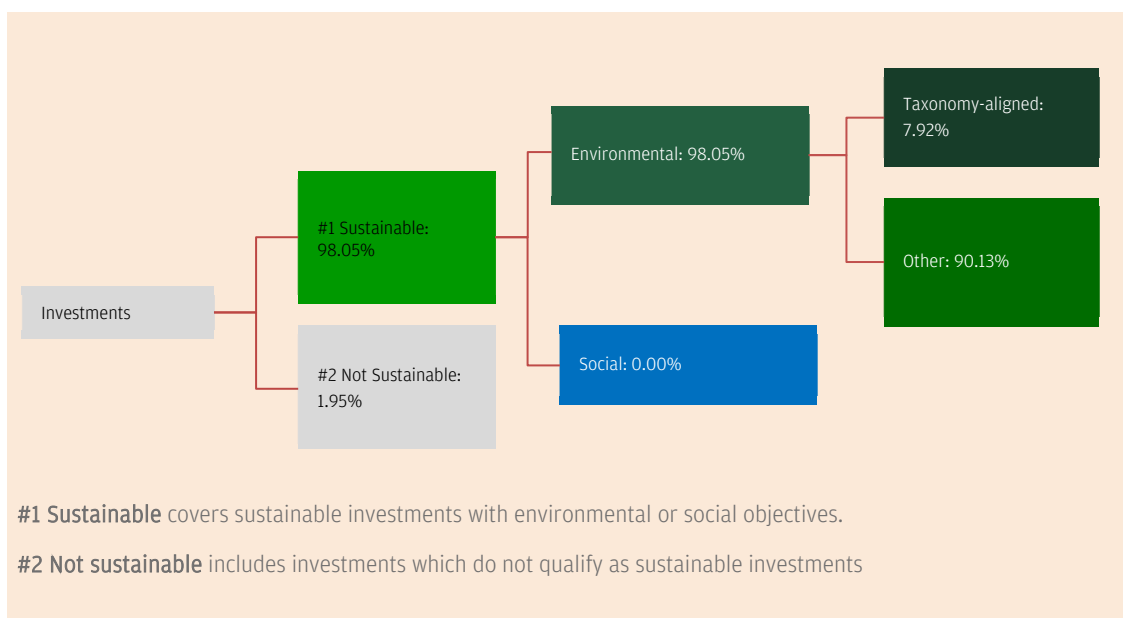 Investments
#1 Sustainable:
98.05%
#2 Not Sustainable:
1.95%
Environmental: 98.05%
Social: 0.00%
Taxonomy-aligned:
7.92%
Other: 90.13%
#1 Sustainable covers sustainable investments with environmental or social objectives.
#2 Not sustainable includes investments which do not qualify as sustainable investments